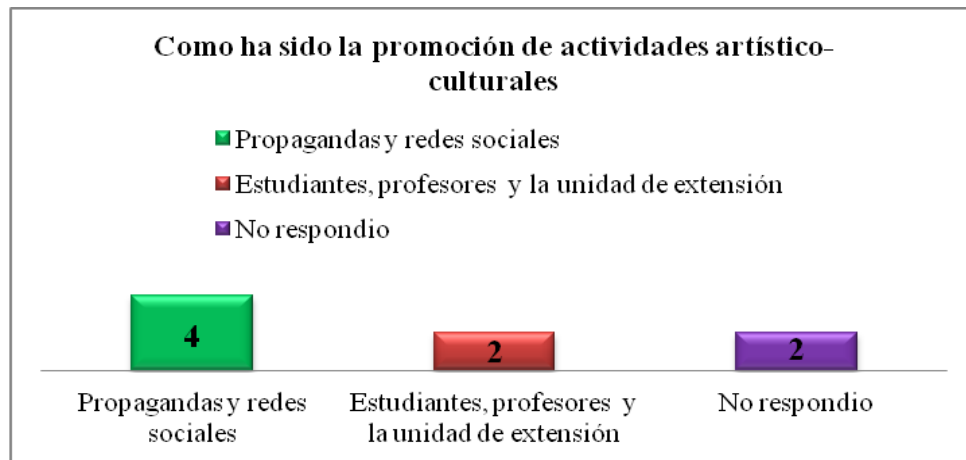 Como ha sido la promoción de actividades artístico-
culturales
Propagandas y redes sociales
Estudiantes, profesores y la unidad de extensión
No respondio
4
2
2
Propagandas y redes
sociales
Estudiantes, profesores y
la unidad de extensión
No respondio